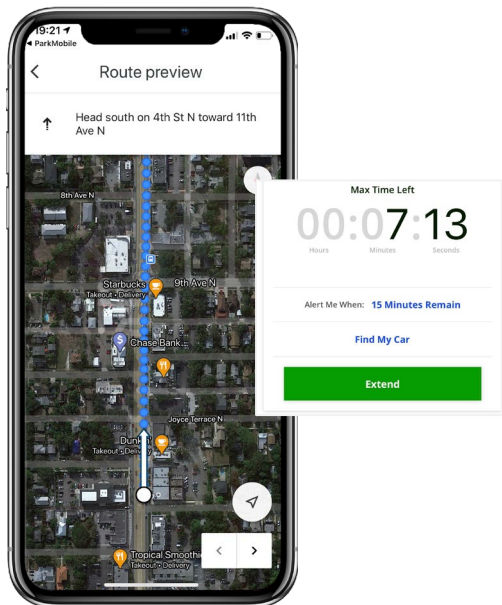 19:21
ParkMobile
Route preview
Head south on 4th St N toward 11th
Ave N
8th Ave N
Starbucks
Takeout • Delivery
9th Ave N
$
Chase Bank...
Joyce Terrace N
Dunk
Takeout • Deliv
Tropical Smoothi
Takeout • Delivery
Max Time Left
00:07:13
Hours Minutes Seconds
Alert Me When: 15 Minutes Remain
Find My Car
Extend